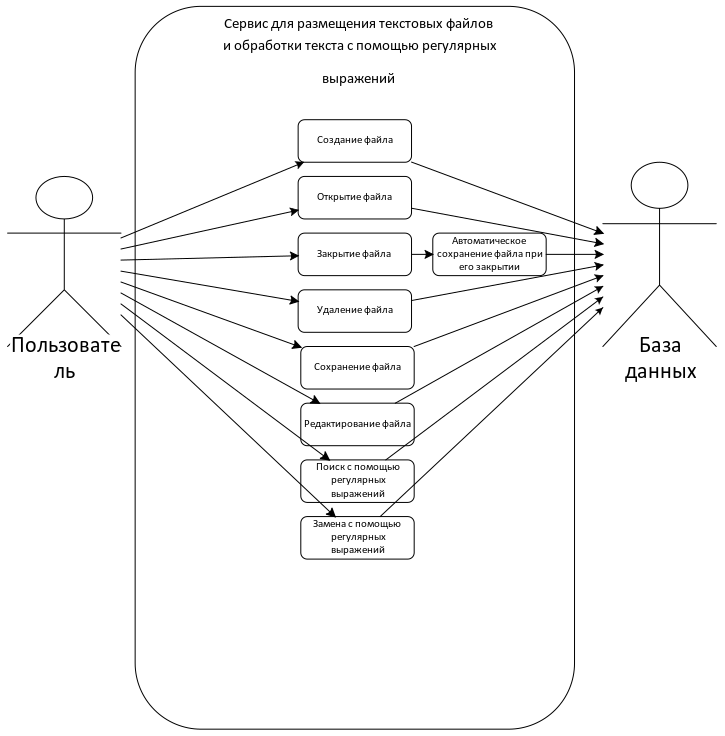 Сервис для размещения текстовых файлов
и обработки текста с помощью регулярных
выражений
Создание файла
Открытие файла
Закрытие файла
Автоматическое
сохранение файла при
его закрытии
Удаление файла
Сохранение файла
Редактирование файла
Поиск с помощью
регулярных
выражений
Замена с помощью
регулярных
выражений
Пользовате
ль
База
данных